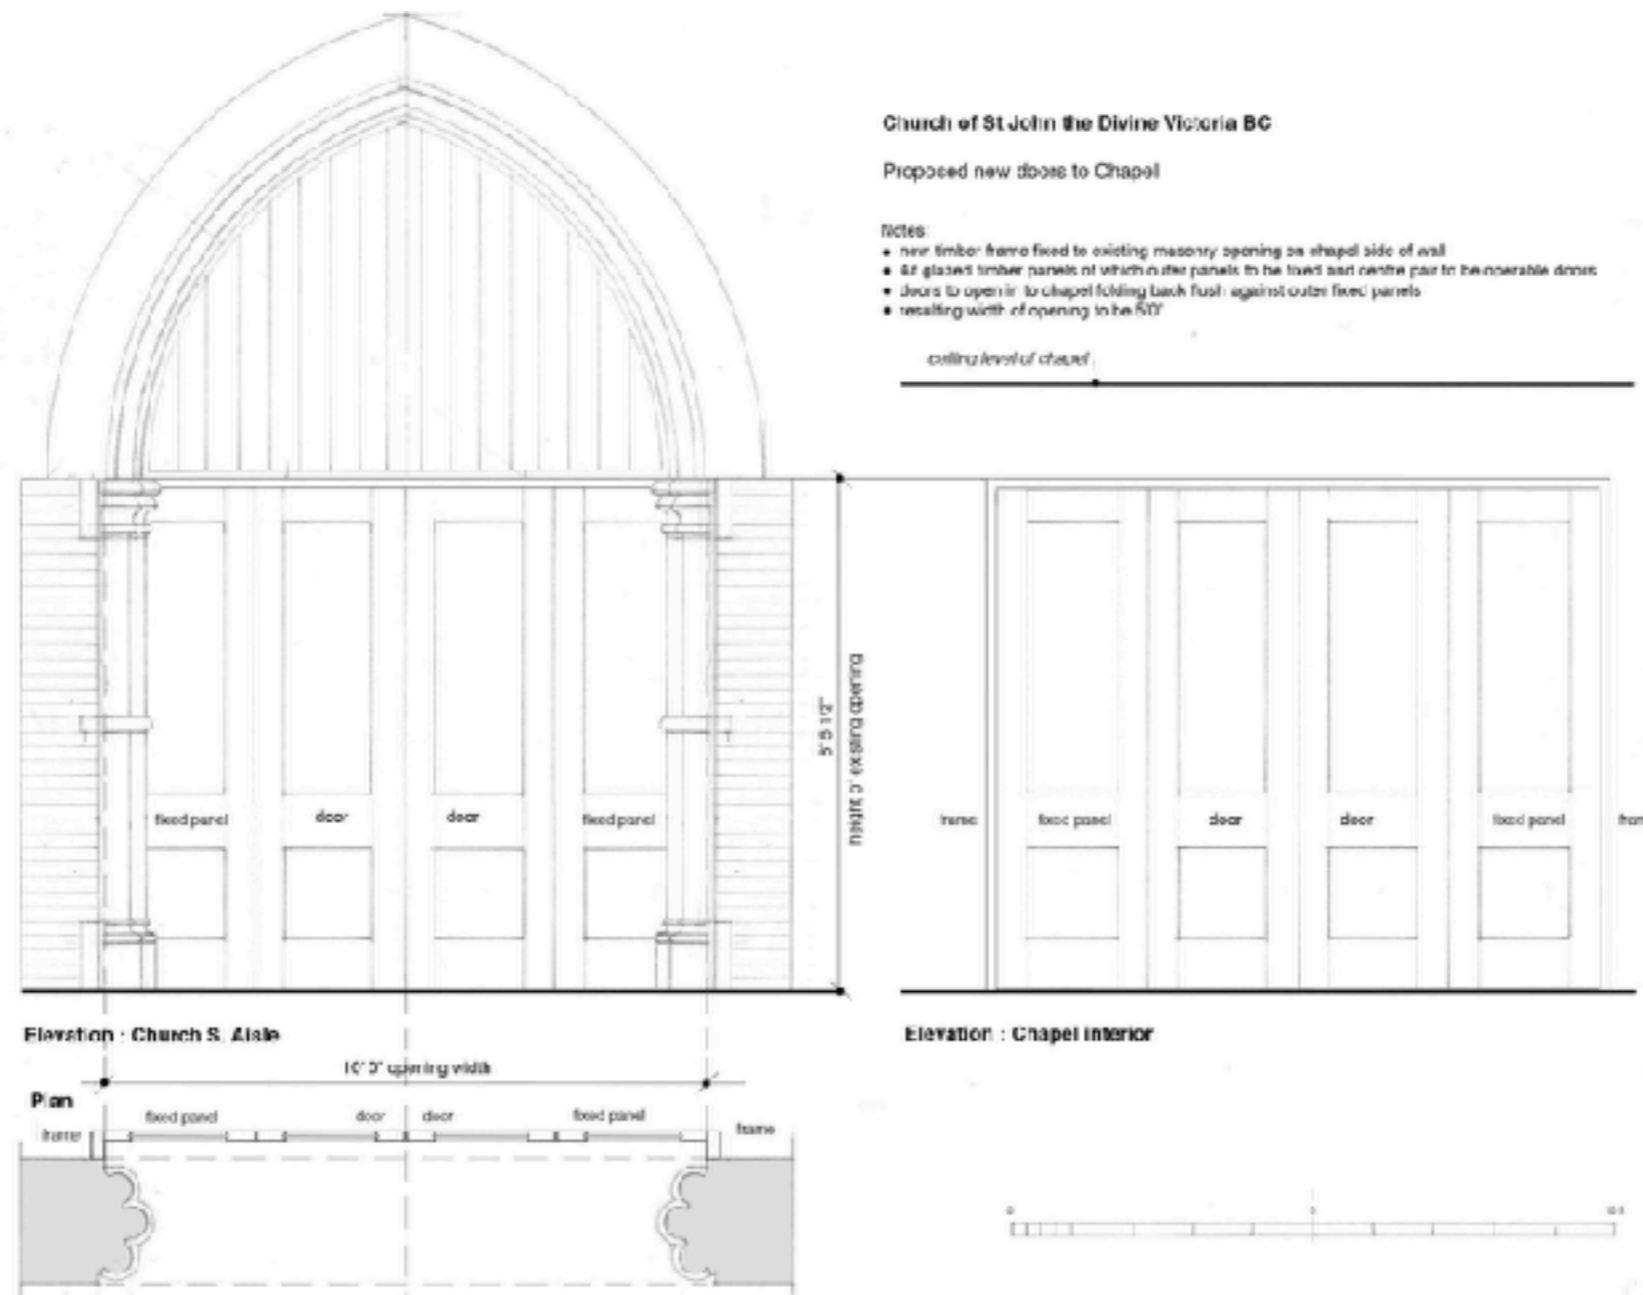 Church of St John the Divine Victoria BC
Proposed new doors to Chapel
Notes
• new timber frame fixed to existing masonry opening on chapel side of wall
• glazed timber panels of which outer panels to be fixed and centre pair to be operable doors
• doors to open in to chapel folding back flush against outer fixed panels
• resulting width of opening to be 5'0"
ceiling level of chapel
5 1/2"
existing opening
fixed panel door door fixed panel
frame fixed panel door door fixed panel
Elevation : Church S. Aisle
Elevation : Chapel Interior
opening width
Plan
fixed panel door door fixed panel
frame frame